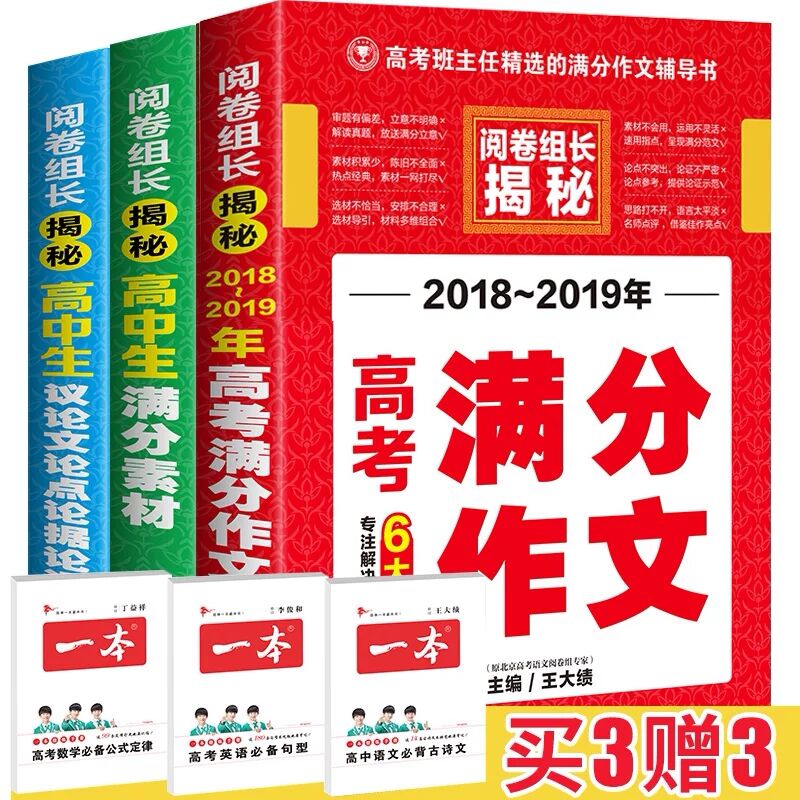 高考班主任精选的满分作文辅导书
审题有偏差，立意不明确×
解读真题，放送满分立意√
素材积累少，陈旧不全面×
热点经典，素材一网打尽√
选材不恰当，安排不合理×
选材导引，材料多维组合√
阅卷组长
揭秘
素材不会用，运用不灵活×
速用指点，呈现满分范文√
论点不突出，论证不严密×
论点参考，提供论证示范√
思路打不开，语言太平淡×
名师点评，借鉴佳作亮点√
2018~2019年
高考
满分
作文
6大
专注解决
（原北京高考语文阅卷组专家）
主编/王大绩
阅卷组长
揭秘
2018~2019
年
高考满分作文
阅卷组长
揭秘
高中生
满分素材
阅卷组长
揭秘
高中生
议论文论点论据论
丁益祥
一本
高考数学必备公式定律
李俊和
一本
高考英语必备句型
王大绩
一本
高中语文必背古诗文
买3赠3